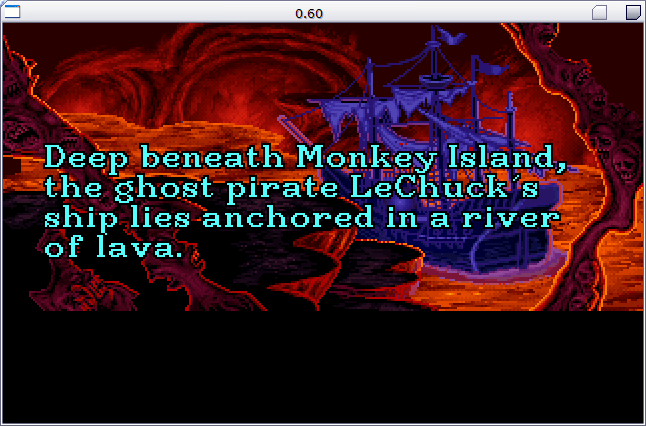 0.60
Deep beneath Monkey Island,
the ghost pirate LeChuck's
ship lies anchored in a river
of lava.